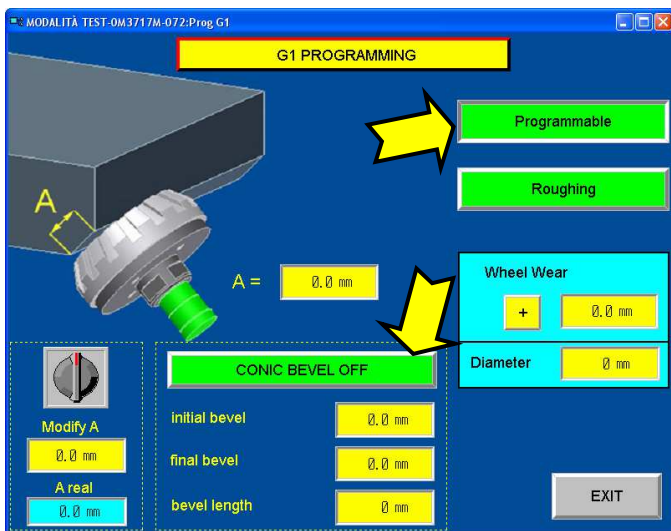 MODALITÀ TEST-0M3717M-072:Prog G1
G1 PROGRAMMING
Programmable
Roughing
A
A =
0.0 mm
Wheel Wear
+
0.0 mm
Diameter
0 mm
Modify A
0.0 mm
A real
0.0 mm
CONIC BEVEL OFF
initial bevel
0.0 mm
final bevel
0.0 mm
bevel length
0 mm
EXIT